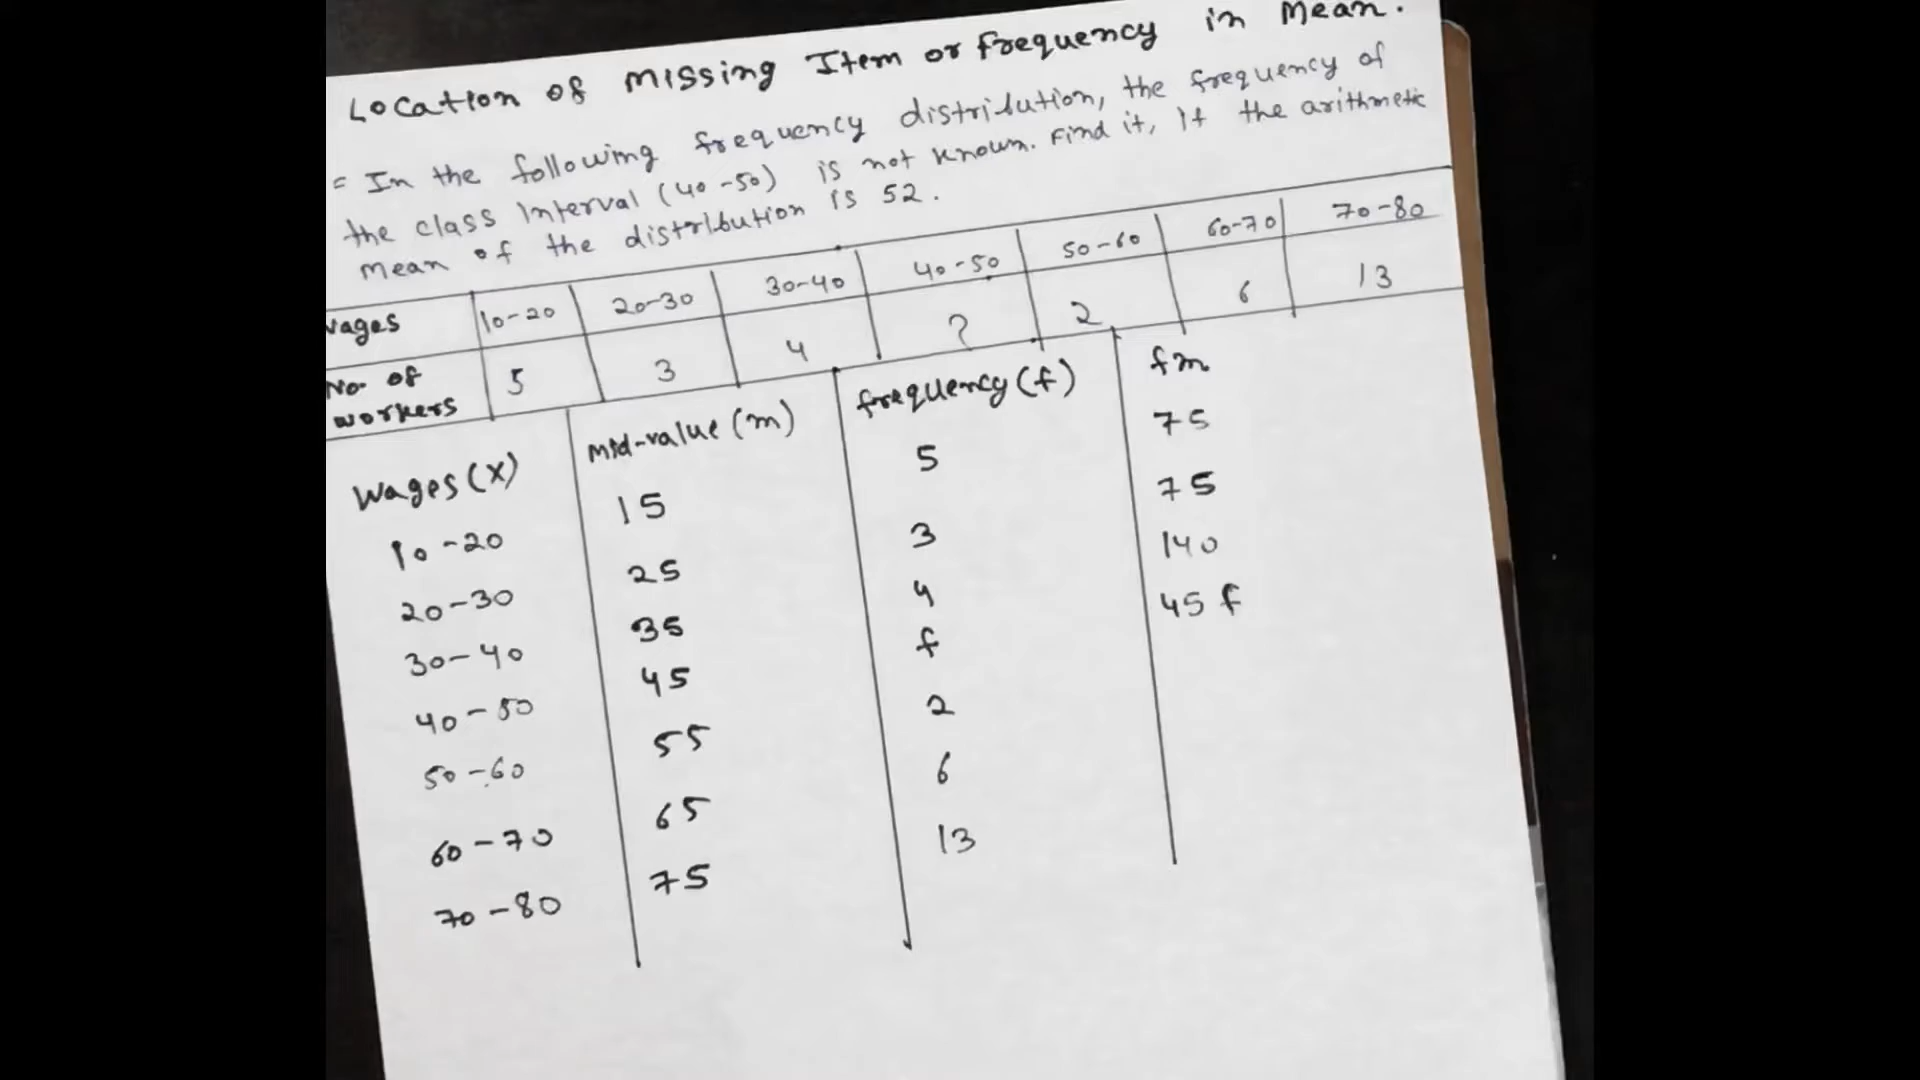 Location of Missing Item or Frequency in Mean.
= In the following frequency distribution, the frequency of
the class Interval (40-50) is not known. Find it, If the arithmetic
Mean of the distribution is 52.
wages 10-20 20-30 30-40 40-50 50-60 60-70 70-80
No. of workers 5 3 4 ? 2 6 13
Wages (X) Mid-value (m) frequency (f) fm
10-20 15 5 75
20-30 25 3 75
30-40 35 4 140
40-50 45 f 45 f
50-60 55 2
60-70 65 6
70-80 75 13